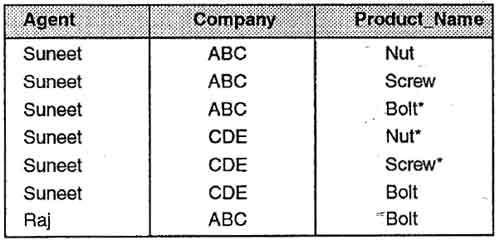 Agent Company Product_Name
Suneet ABC Nut
Suneet ABC Screw
Suneet ABC Bolt*
Suneet CDE Nut*
Suneet CDE Screw*
Suneet CDE Bolt
Raj ABC Bolt